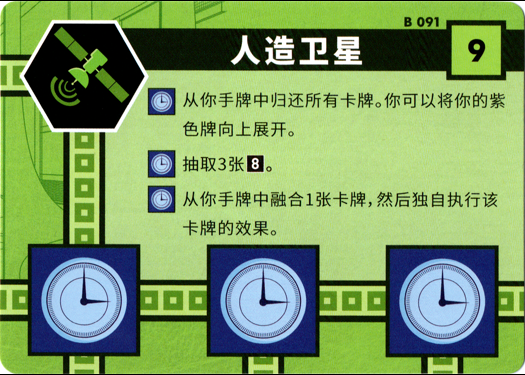 B 091
人造卫星
9
从你手牌中归还所有卡牌。你可以将你的紫
色牌向上展开。
抽取3张8。
从你手牌中融合1张卡牌,然后独自执行该
卡牌的效果。